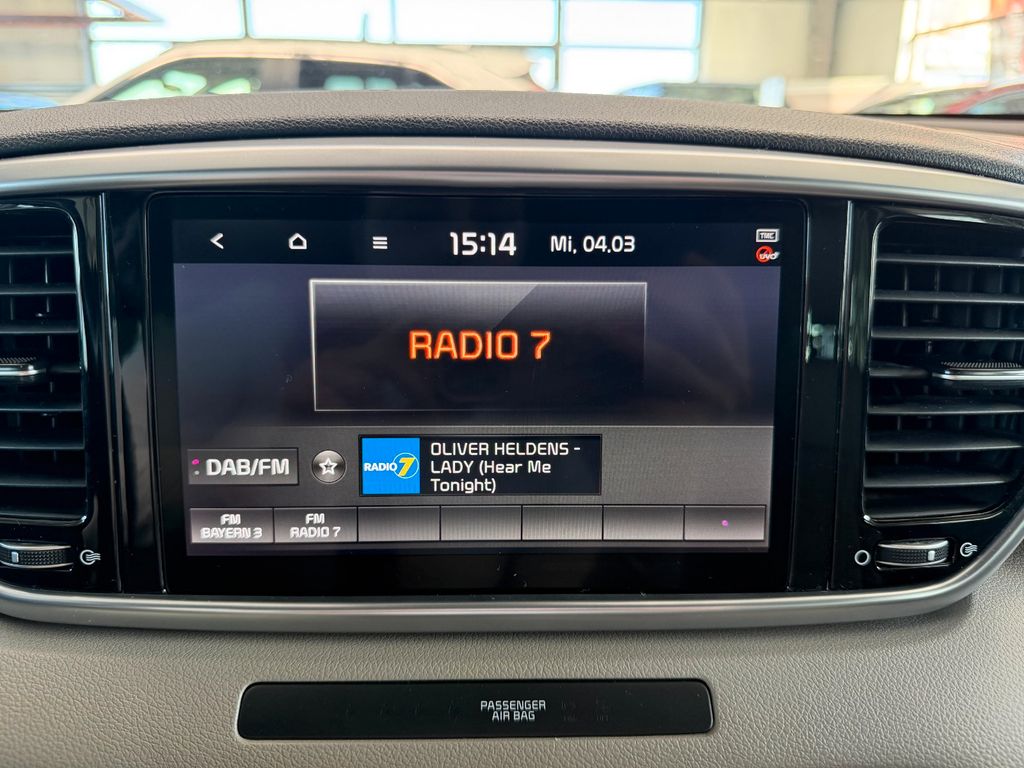 15:14
Mi, 04.03
TMC
RADIO 7
DAB/FM
RADIO 7
OLIVER HELDENS -
LADY (Hear Me
Tonight)
FM
BAYERN 3
FM
RADIO 7
PASSENGER
AIR BAG